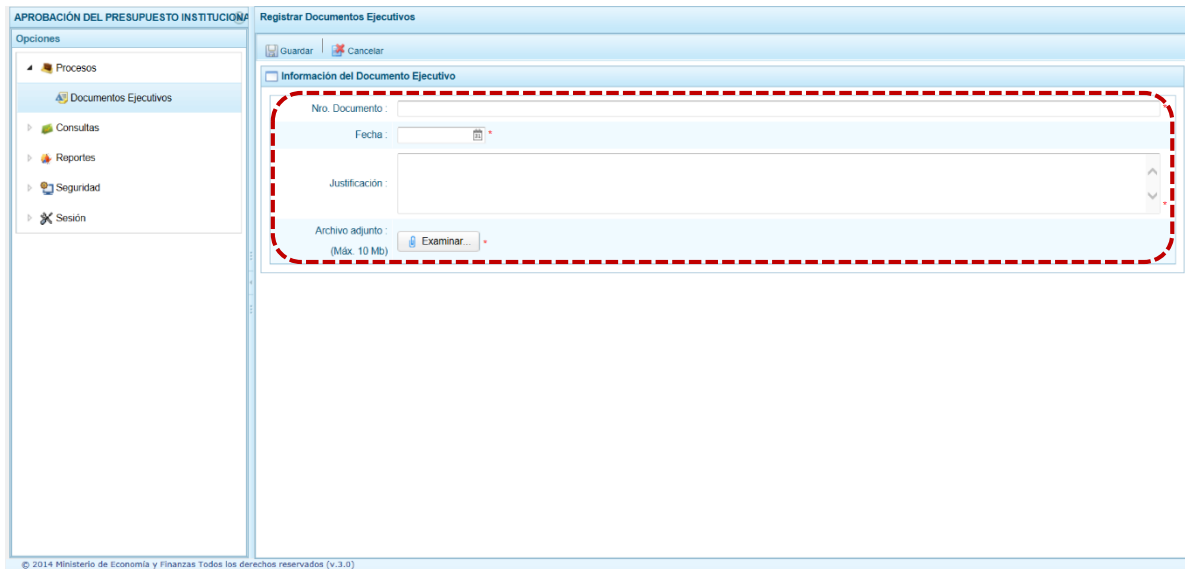 APROBACIÓN DEL PRESUPUESTO INSTITUCIONA
Opciones
Procesos
Documentos Ejecutivos
Consultas
Reportes
Seguridad
Sesión
Registrar Documentos Ejecutivos
Guardar Cancelar
Información del Documento Ejecutivo
Nro. Documento : *
Fecha : *
Justificación : *
Archivo adjunto :
(Máx. 10 Mb) Examinar... *
© 2014 Ministerio de Economía y Finanzas Todos los derechos reservados (v.3.0)